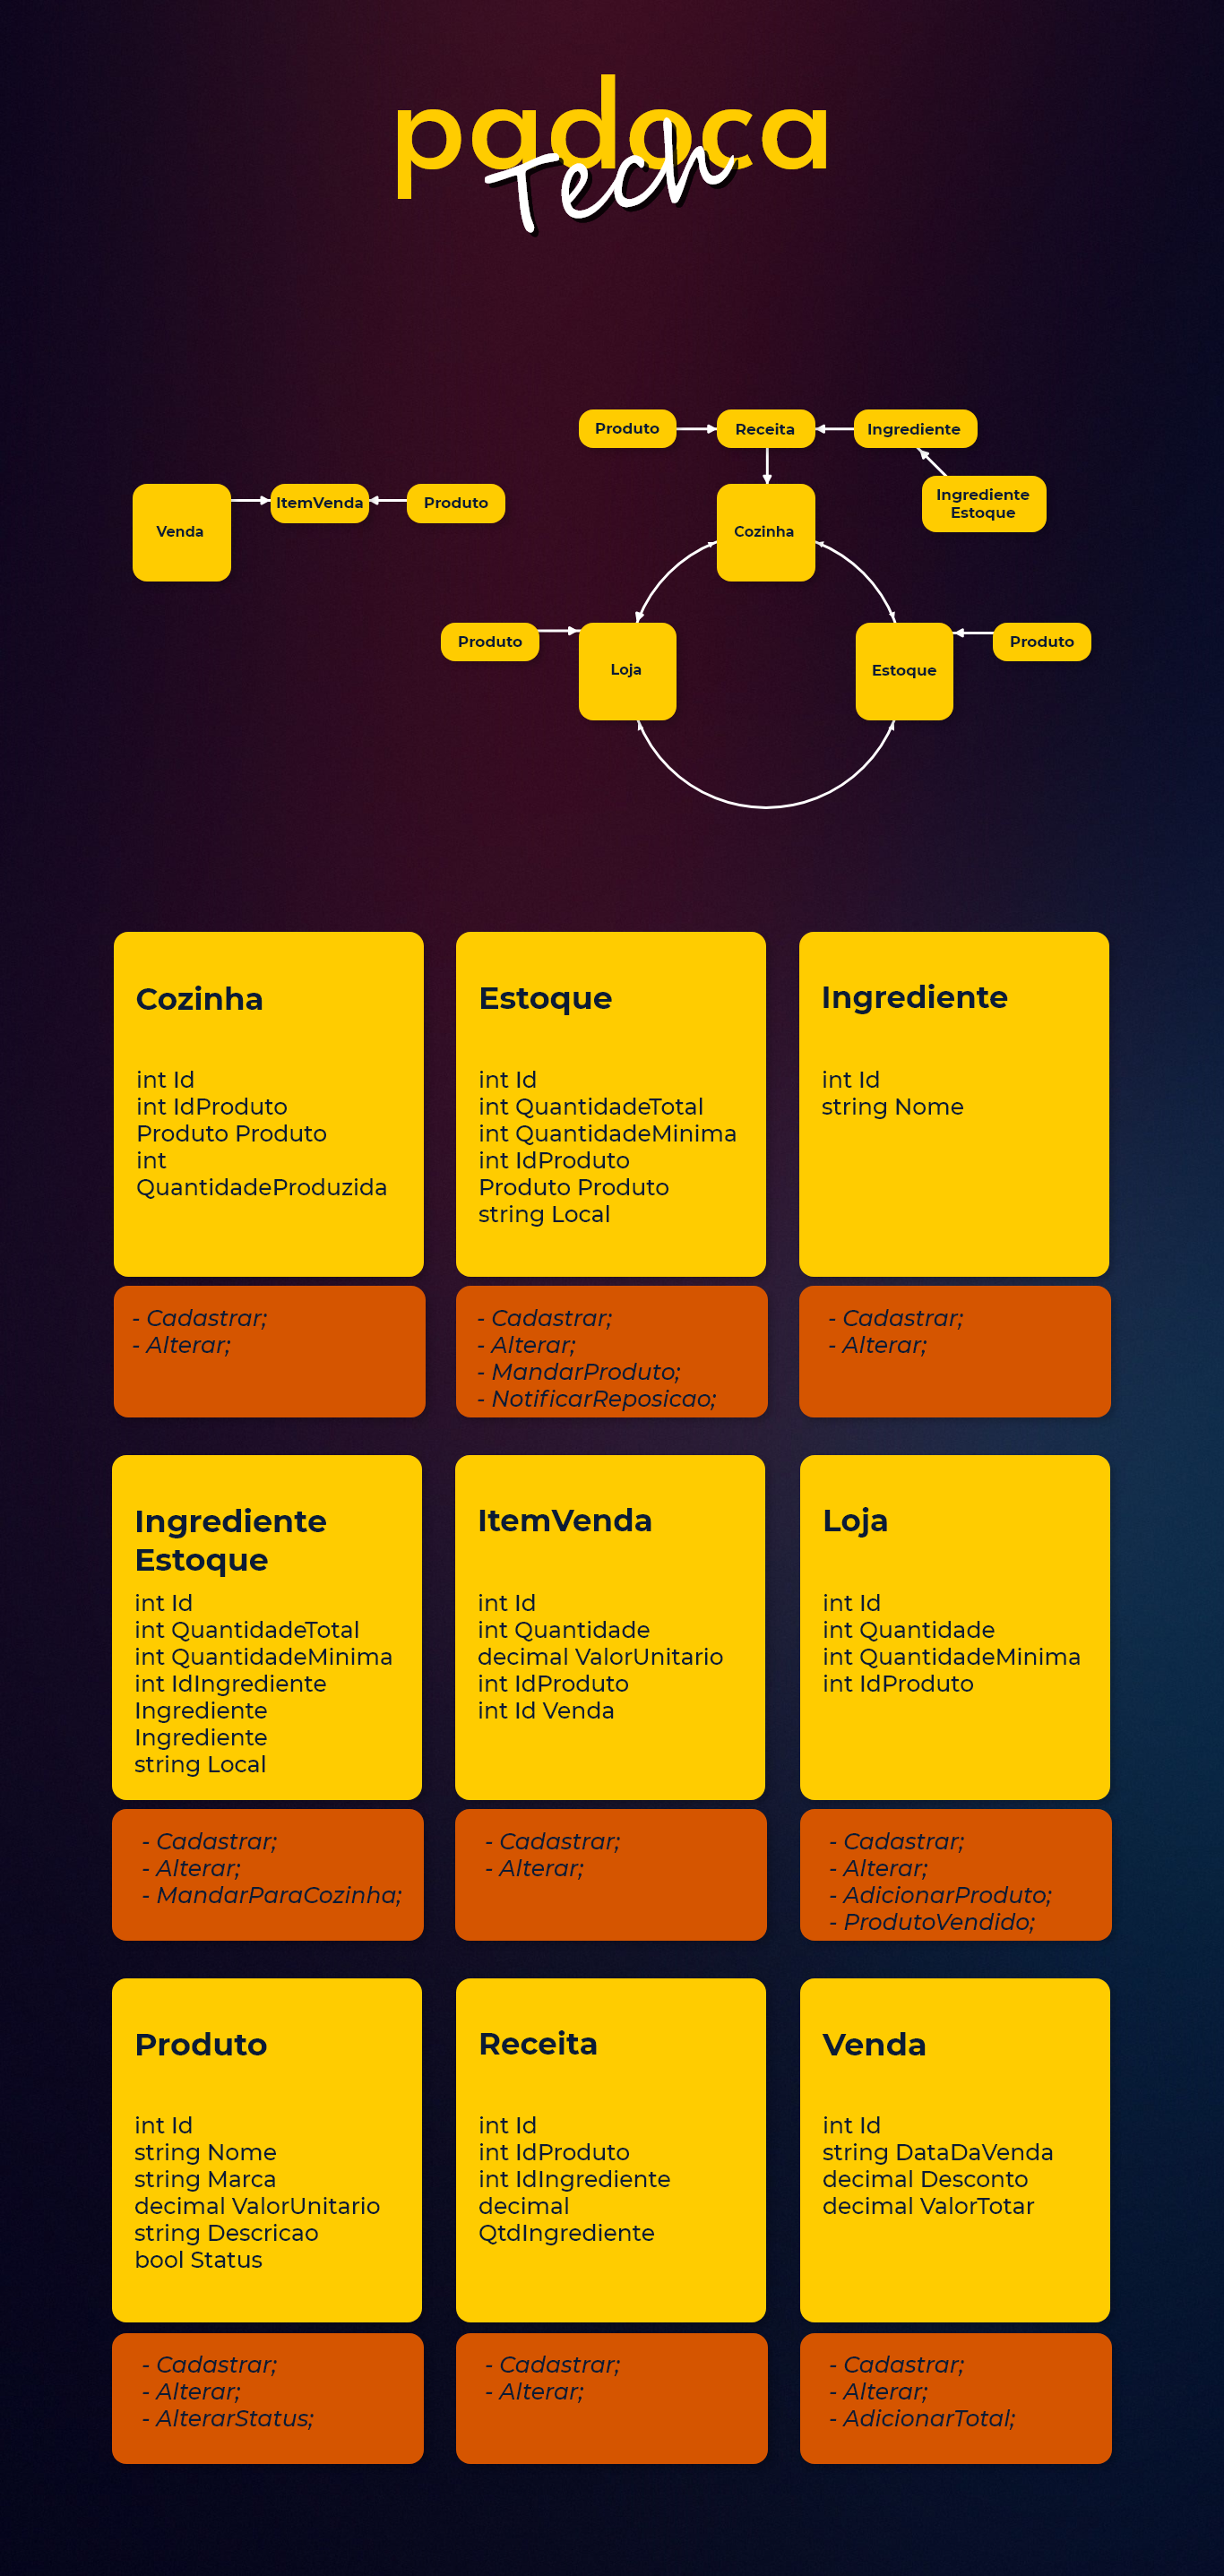 padoca
Tech
Produto
Receita
Ingrediente
Venda
ItemVenda
Produto
Cozinha
Ingrediente
Estoque
Produto
Loja
Estoque
Produto
Cozinha
int Id
int IdProduto
Produto Produto
int
QuantidadeProduzida
- Cadastrar;
- Alterar;
Estoque
int Id
int QuantidadeTotal
int QuantidadeMinima
int IdProduto
Produto Produto
string Local
- Cadastrar;
- Alterar;
- MandarProduto;
- NotificarReposicao;
Ingrediente
int Id
string Nome
- Cadastrar;
- Alterar;
Ingrediente
Estoque
int Id
int QuantidadeTotal
int QuantidadeMinima
int IdIngrediente
Ingrediente
Ingrediente
string Local
- Cadastrar;
- Alterar;
- MandarParaCozinha;
ItemVenda
int Id
int Quantidade
decimal ValorUnitario
int IdProduto
int Id Venda
- Cadastrar;
- Alterar;
Loja
int Id
int Quantidade
int QuantidadeMinima
int IdProduto
- Cadastrar;
- Alterar;
- AdicionarProduto;
- ProdutoVendido;
Produto
int Id
string Nome
string Marca
decimal ValorUnitario
string Descricao
bool Status
- Cadastrar;
- Alterar;
- AlterarStatus;
Receita
int Id
int IdProduto
int IdIngrediente
decimal
QtdIngrediente
- Cadastrar;
- Alterar;
Venda
int Id
string DataDaVenda
decimal Desconto
decimal ValorTotar
- Cadastrar;
- Alterar;
- AdicionarTotal;